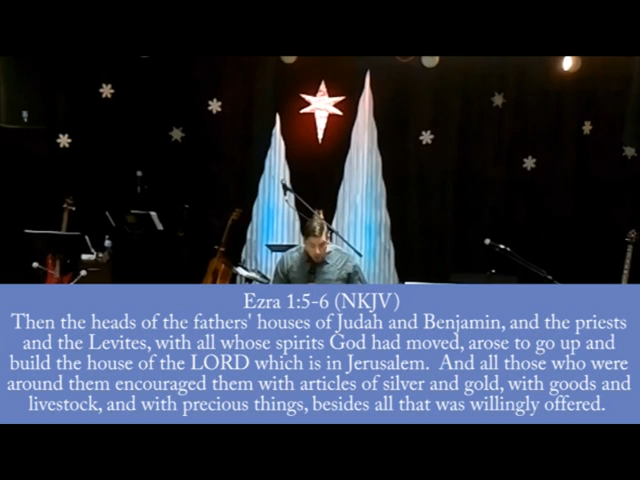 Ezra 1:5-6 (NKJV)
Then the heads of the fathers' houses of Judah and Benjamin, and the priests
and the Levites, with all whose spirits God had moved, arose to go up and
build the house of the LORD which is in Jerusalem.  And all those who were
around them encouraged them with articles of silver and gold, with goods and
livestock, and with precious things, besides all that was willingly offered.